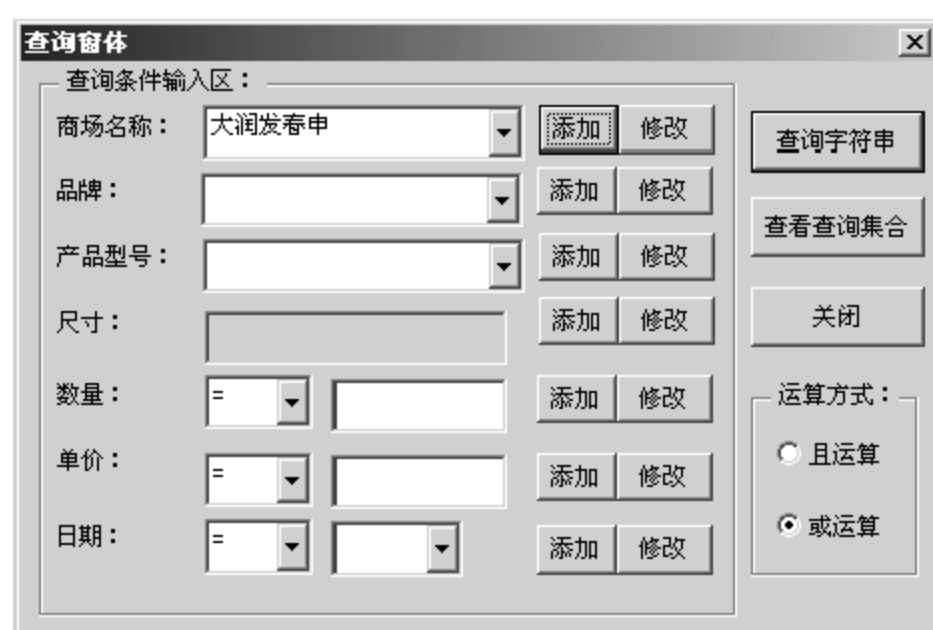 查询窗体
查询条件输入区：
商场名称： 大润发春申 添加 修改
品牌： 添加 修改
产品型号： 添加 修改
尺寸： 添加 修改
数量： = 添加 修改
单价： = 添加 修改
日期： = 添加 修改
查询字符串
查看查询集合
关闭
运算方式：
且运算
或运算